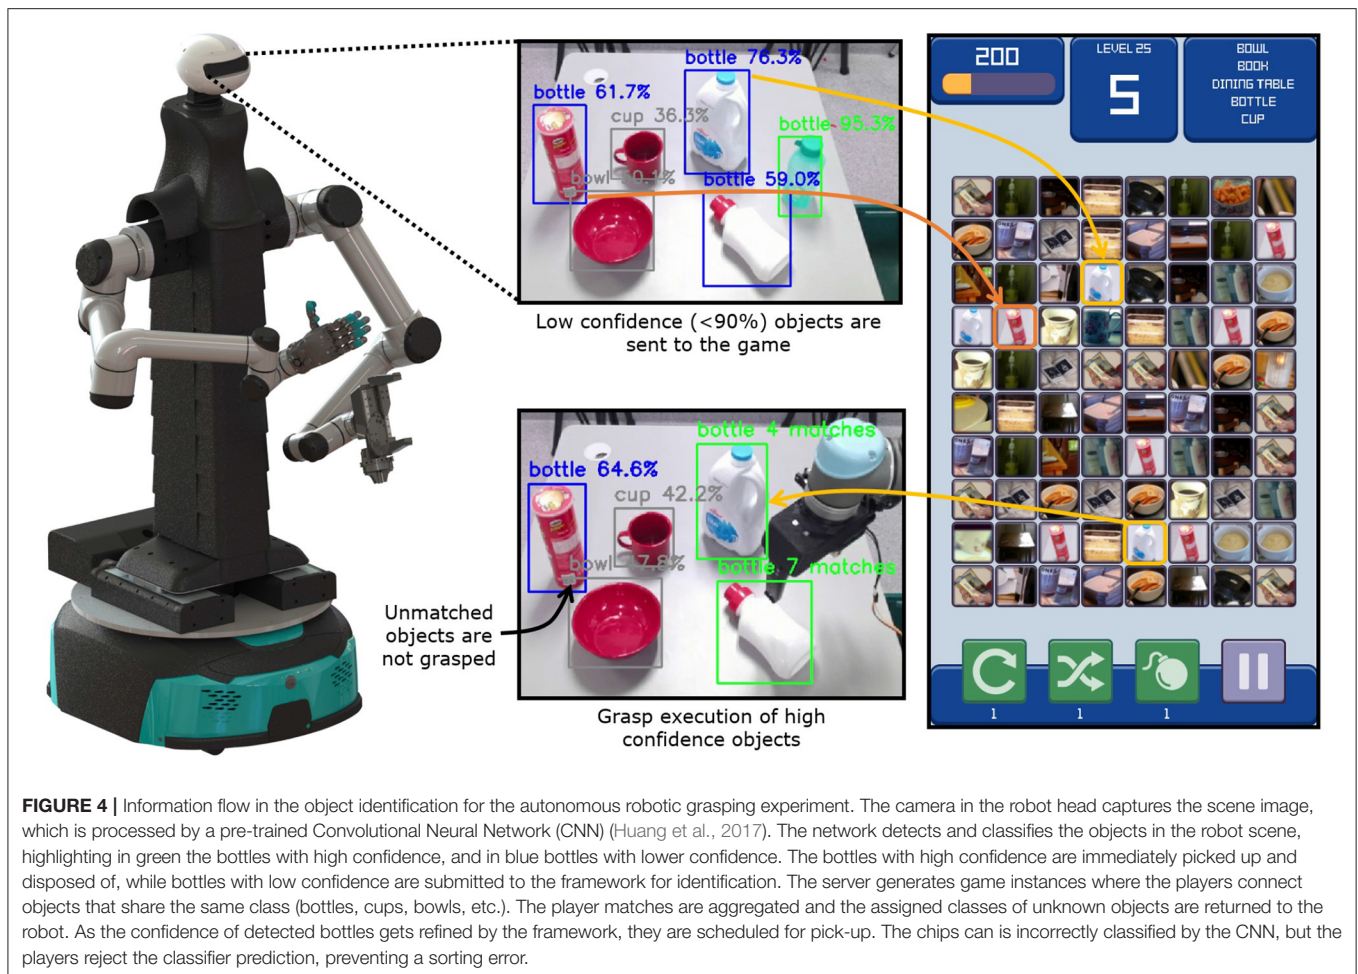 bottle 76.3%
bottle 61.7%
cup 36.3%
bottle 95.3%
bottle 59.0%
Low confidence (<90%) objects are
sent to the game
bottle 4 matches
bottle 64.6%
cup 42.2%
bottle 7 matches
Unmatched
objects are
not grasped
Grasp execution of high
confidence objects
200
LEVEL 25
5
BOWL
BOOK
DINING TABLE
BOTTLE
CUP
1
1
1
FIGURE 4 | Information flow in the object identification for the autonomous robotic grasping experiment. The camera in the robot head captures the scene image,
which is processed by a pre-trained Convolutional Neural Network (CNN) (Huang et al., 2017). The network detects and classifies the objects in the robot scene,
highlighting in green the bottles with high confidence, and in blue bottles with lower confidence. The bottles with high confidence are immediately picked up and
disposed of, while bottles with low confidence are submitted to the framework for identification. The server generates game instances where the players connect
objects that share the same class (bottles, cups, bowls, etc.). The player matches are aggregated and the assigned classes of unknown objects are returned to the
robot. As the confidence of detected bottles gets refined by the framework, they are scheduled for pick-up. The chips can is incorrectly classified by the CNN, but the
players reject the classifier prediction, preventing a sorting error.